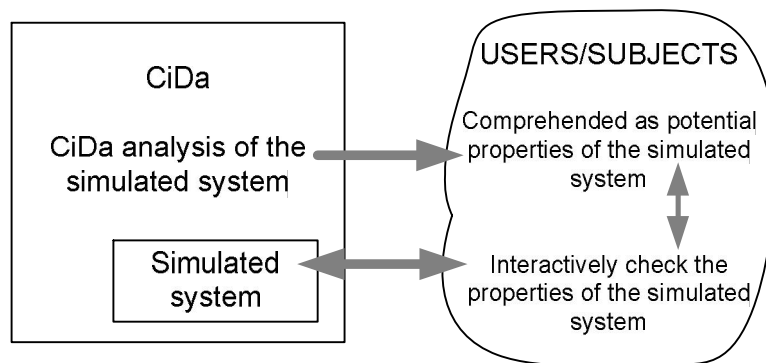 CiDa
CiDa analysis of the
simulated system
Simulated
system
USERS/SUBJECTS
Comprehended as potential
properties of the simulated
system
Interactively check the
properties of the simulated
system